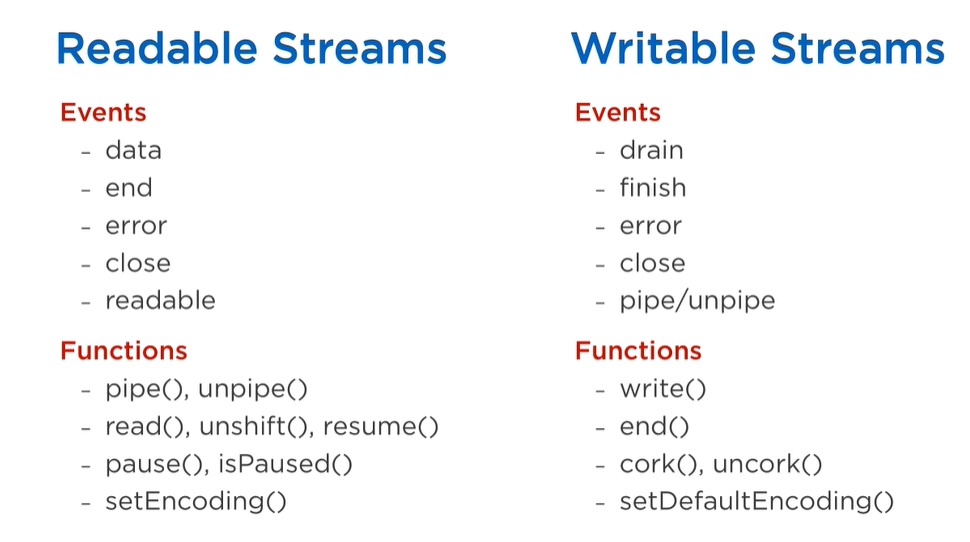 Readable Streams
Events
- data
- end
- error
- close
- readable
Functions
- pipe(), unpipe()
- read(), unshift(), resume()
- pause(), isPaused()
- setEncoding()
Writable Streams
Events
- drain
- finish
- error
- close
- pipe/unpipe
Functions
- write()
- end()
- cork(), uncork()
- setDefaultEncoding()